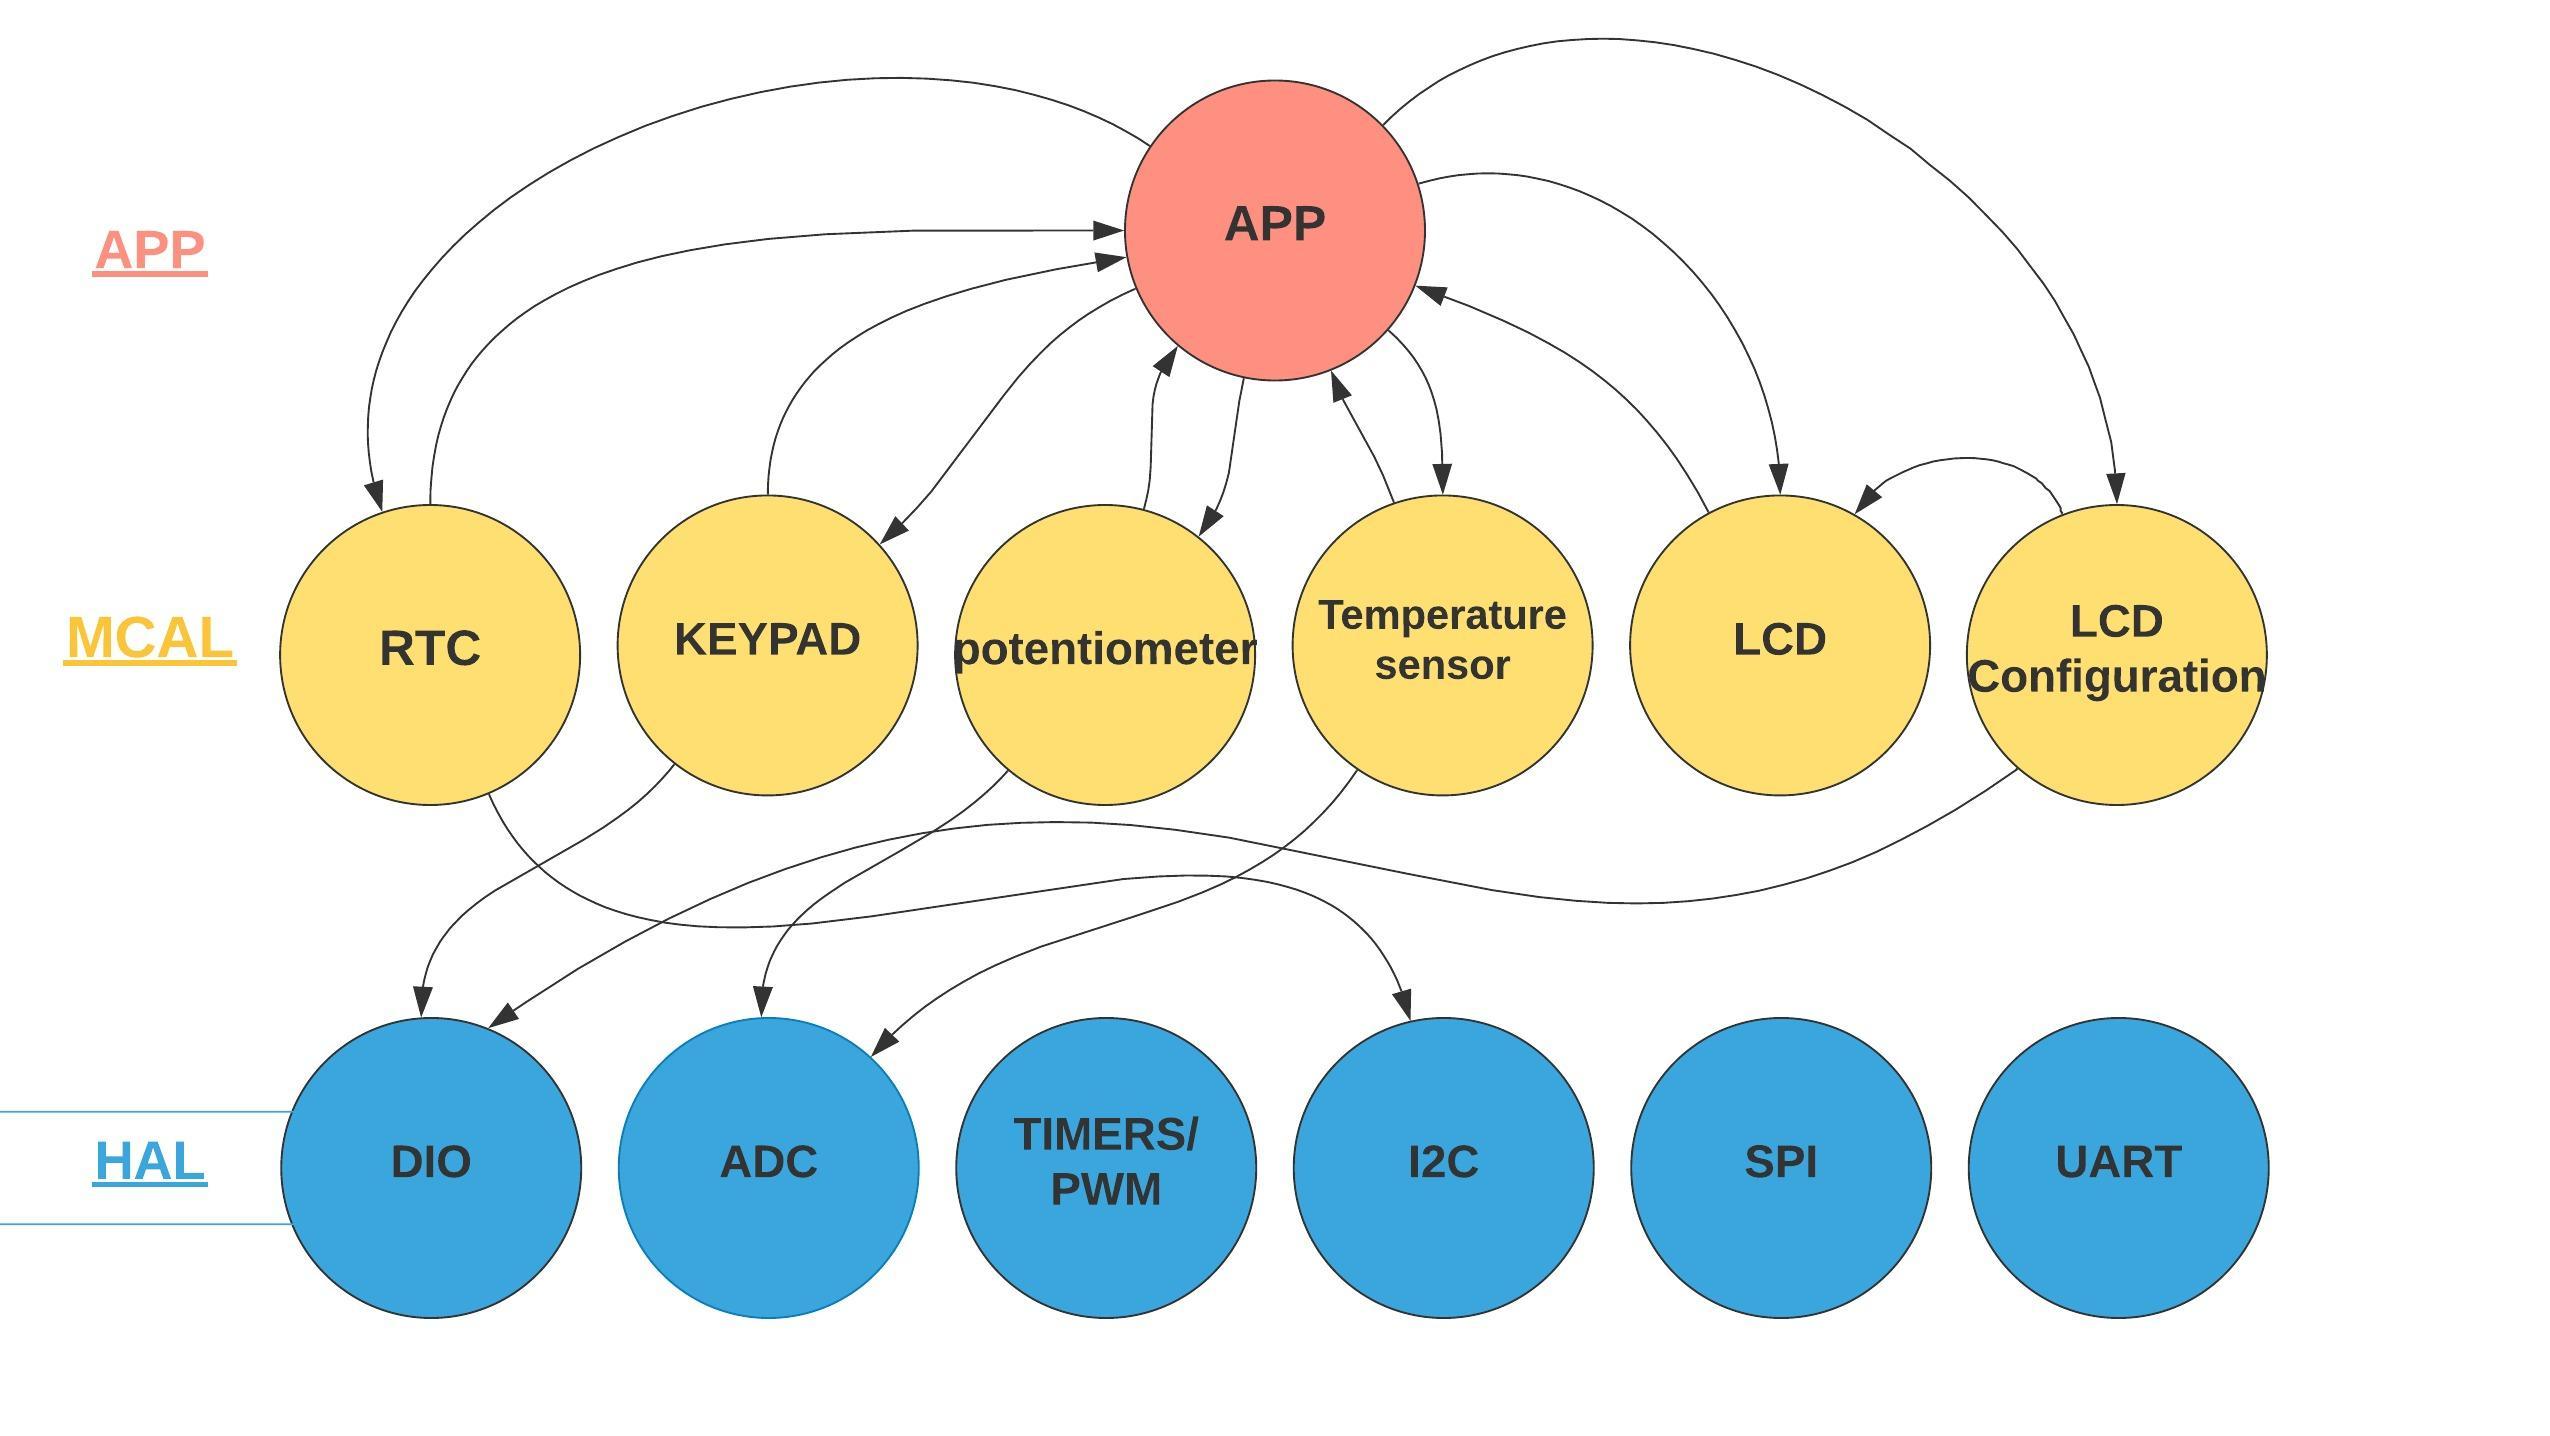 APP
APP
MCAL
RTC
KEYPAD
potentiometer
Temperature
sensor
LCD
LCD
Configuration
HAL
DIO
ADC
TIMERS/
PWM
I2C
SPI
UART